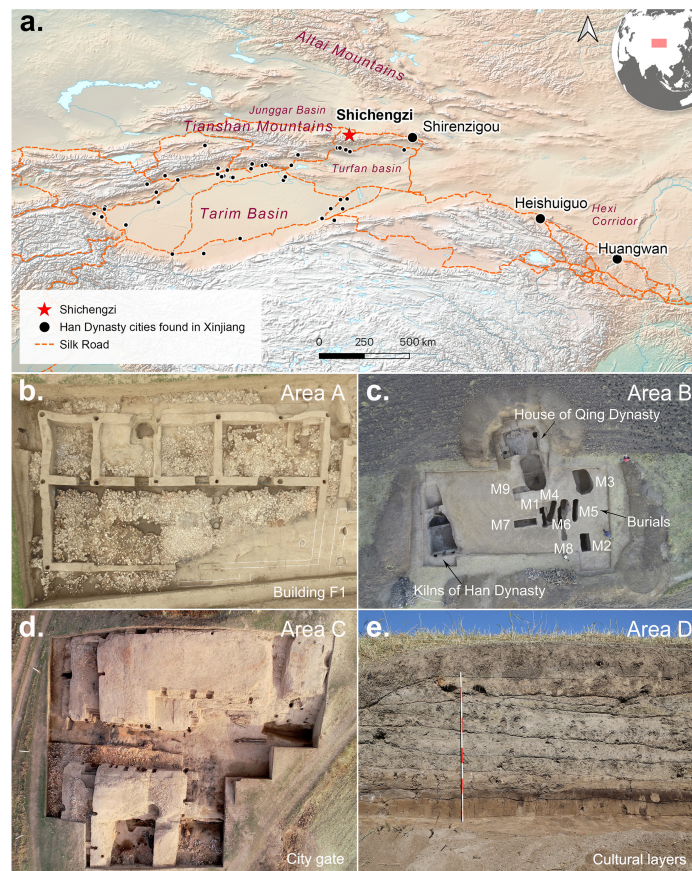 a.
Altai Mountains
Junggar Basin
Shichengzi
Tianshan Mountains
Shirenzigou
Turfan basin
Tarim Basin
Heishuiguo
Hexi
Corridor
Huangwan
Shichengzi
Han Dynasty cities found in Xinjiang
Silk Road
0 250 500 km
b.
Area A
Building F1
c.
Area B
House of Qing Dynasty
M9
M4
M3
M1
M5
M7
M6
Burials
M8
M2
Kilns of Han Dynasty
d.
Area C
City gate
e.
Area D
Cultural layers